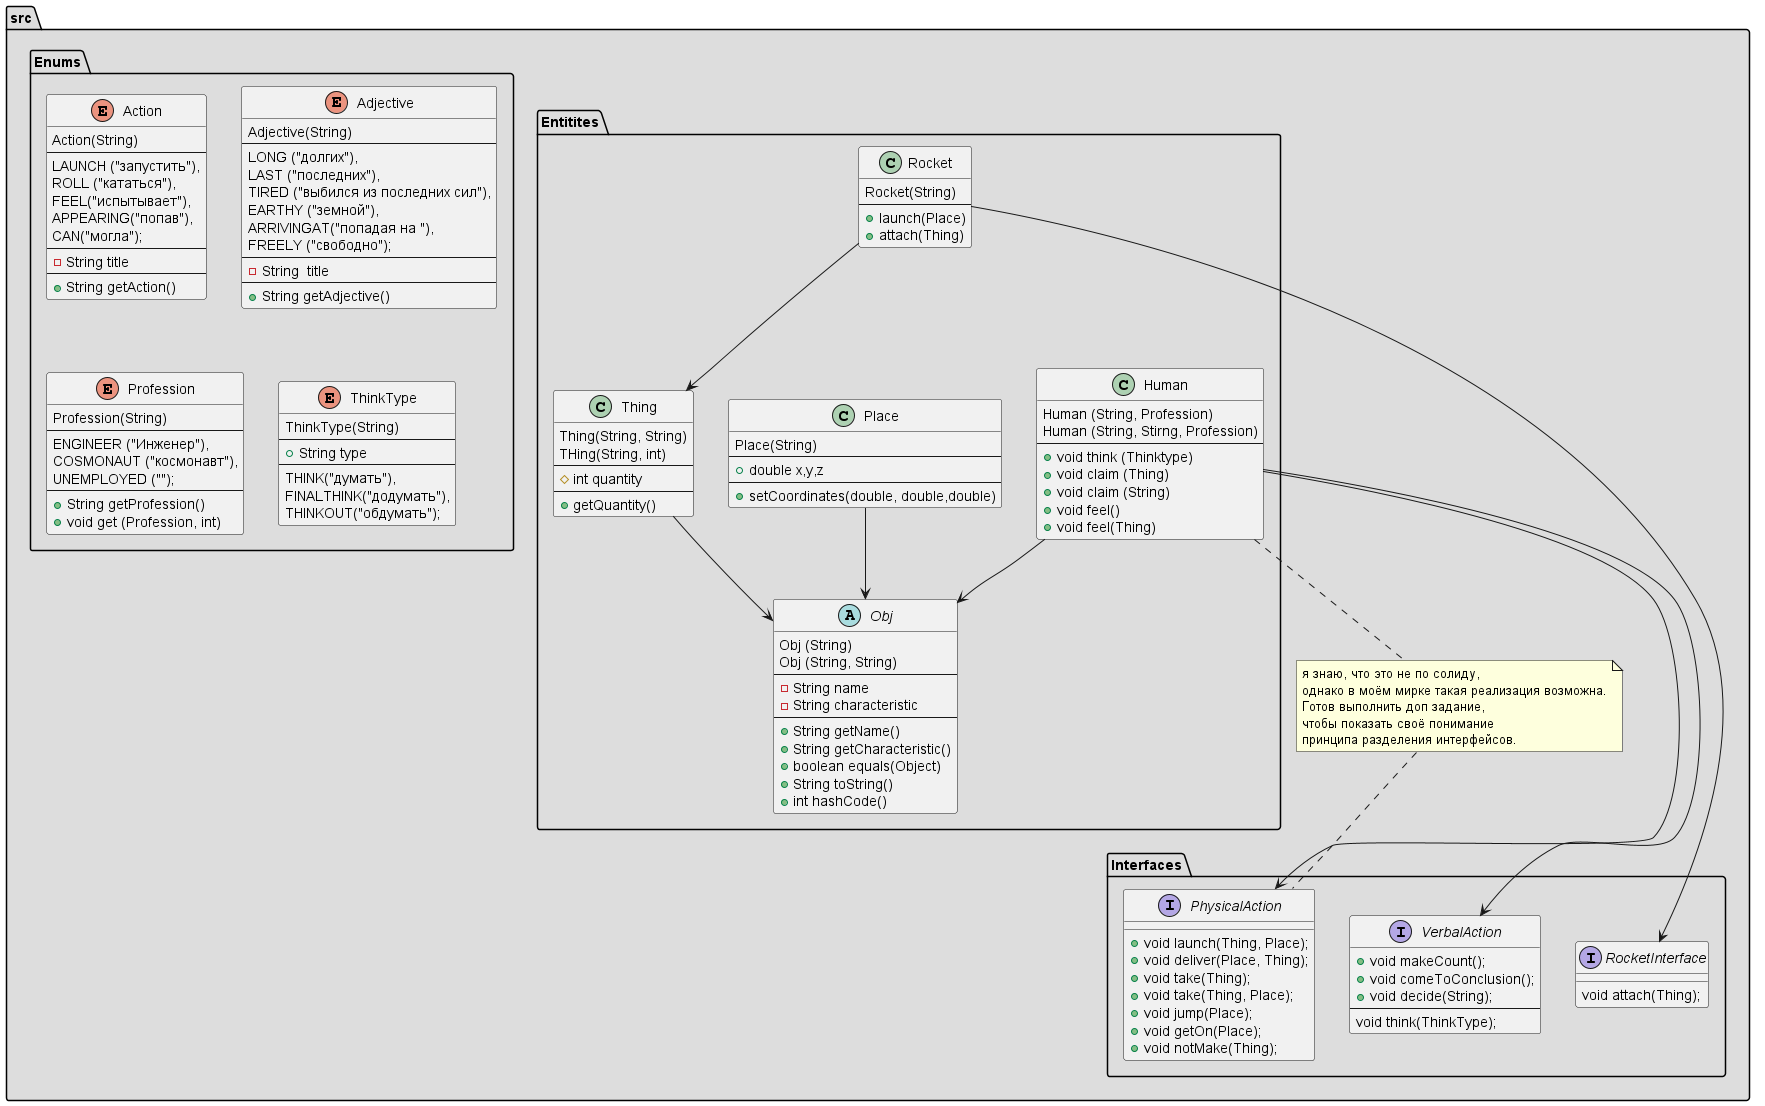 src
Enums
Action
Action(String)
LAUNCH ("запустить"),
ROLL ("кататься"),
FEEL("испытывает"),
APPEARING("попав"),
CAN("могла");
String title
String getAction()
Adjective
Adjective(String)
LONG ("долгих"),
LAST ("последних"),
TIRED ("выбился из последних сил"),
EARTHY ("земной"),
ARRIVINGAT("попадая на "),
FREELY ("свободно");
String  title
String getAdjective()
Profession
Profession(String)
ENGINEER ("Инженер"),
COSMONAUT ("космонавт"),
UNEMPLOYED ("");
String getProfession()
void get (Profession, int)
ThinkType
ThinkType(String)
String type
THINK("думать"),
FINALTHINK("додумать"),
THINKOUT("обдумать");
Entitites
Rocket
Rocket(String)
launch(Place)
attach(Thing)
Thing
Thing(String, String)
THing(String, int)
int quantity
getQuantity()
Place
Place(String)
double x,y,z
setCoordinates(double, double,double)
Human
Human (String, Profession)
Human (String, Stirng, Profession)
void think (Thinktype)
void claim (Thing)
void claim (String)
void feel()
void feel(Thing)
Obj
Obj (String)
Obj (String, String)
String name
String characteristic
String getName()
String getCharacteristic()
boolean equals(Object)
String toString()
int hashCode()
я знаю, что это не по солиду,
однако в моём мирке такая реализация возможна.
Готов выполнить доп задание,
чтобы показать своё понимание
принципа разделения интерфейсов.
Interfaces
PhysicalAction
void launch(Thing, Place);
void deliver(Place, Thing);
void take(Thing);
void take(Thing, Place);
void jump(Place);
void getOn(Place);
void notMake(Thing);
VerbalAction
void makeCount();
void comeToConclusion();
void decide(String);
void think(ThinkType);
RocketInterface
void attach(Thing);